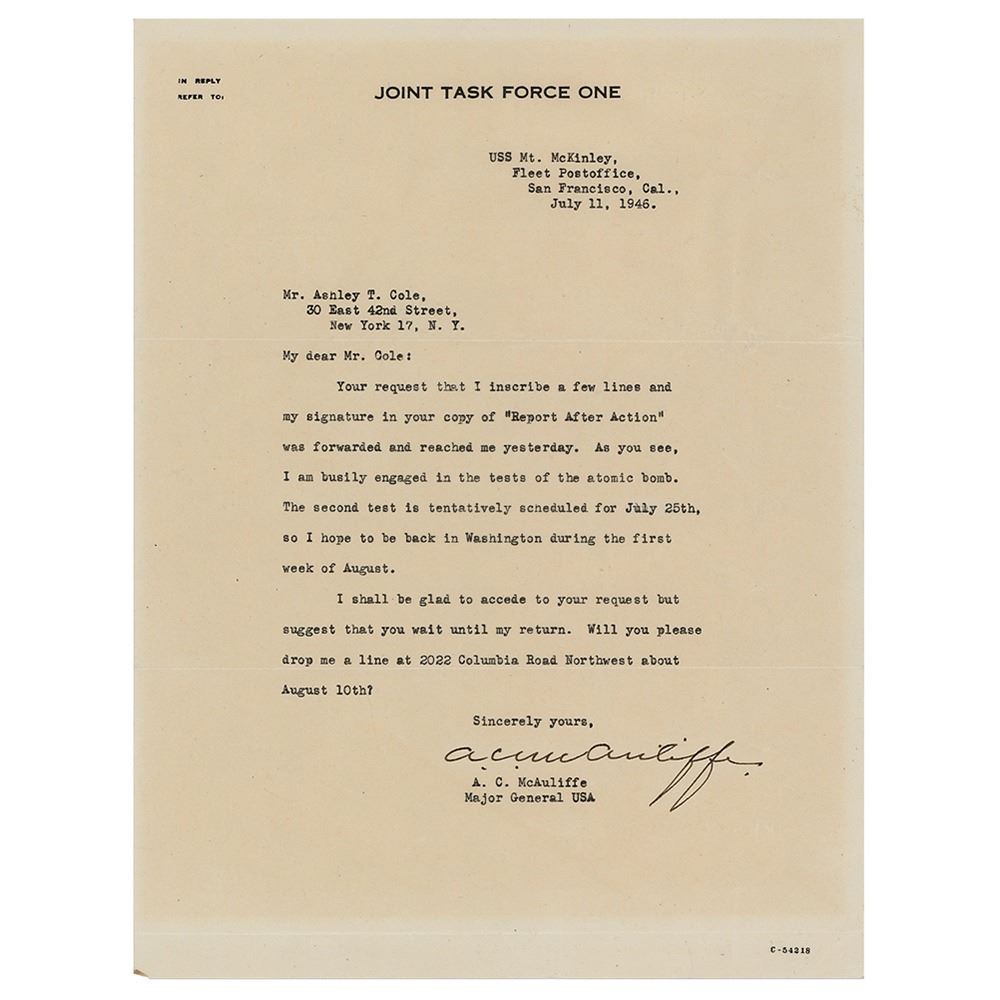 IN REPLY
REFER TO:
JOINT TASK FORCE ONE
USS Mt. McKinley,
Fleet Postoffice,
San Francisco, Cal.,
July 11, 1946.
Mr. Ashley T. Cole,
30 East 42nd Street,
New York 17, N. Y.
My dear Mr. Cole:
Your request that I inscribe a few lines and
my signature in your copy of "Report After Action"
was forwarded and reached me yesterday. As you see,
I am busily engaged in the tests of the atomic bomb.
The second test is tentatively scheduled for July 25th,
so I hope to be back in Washington during the first
week of August.
I shall be glad to accede to your request but
suggest that you wait until my return. Will you please
drop me a line at 2022 Columbia Road Northwest about
August 10th?
Sincerely yours,
A.C. McAuliffe.
A. C. McAuliffe
Major General USA
C-54218